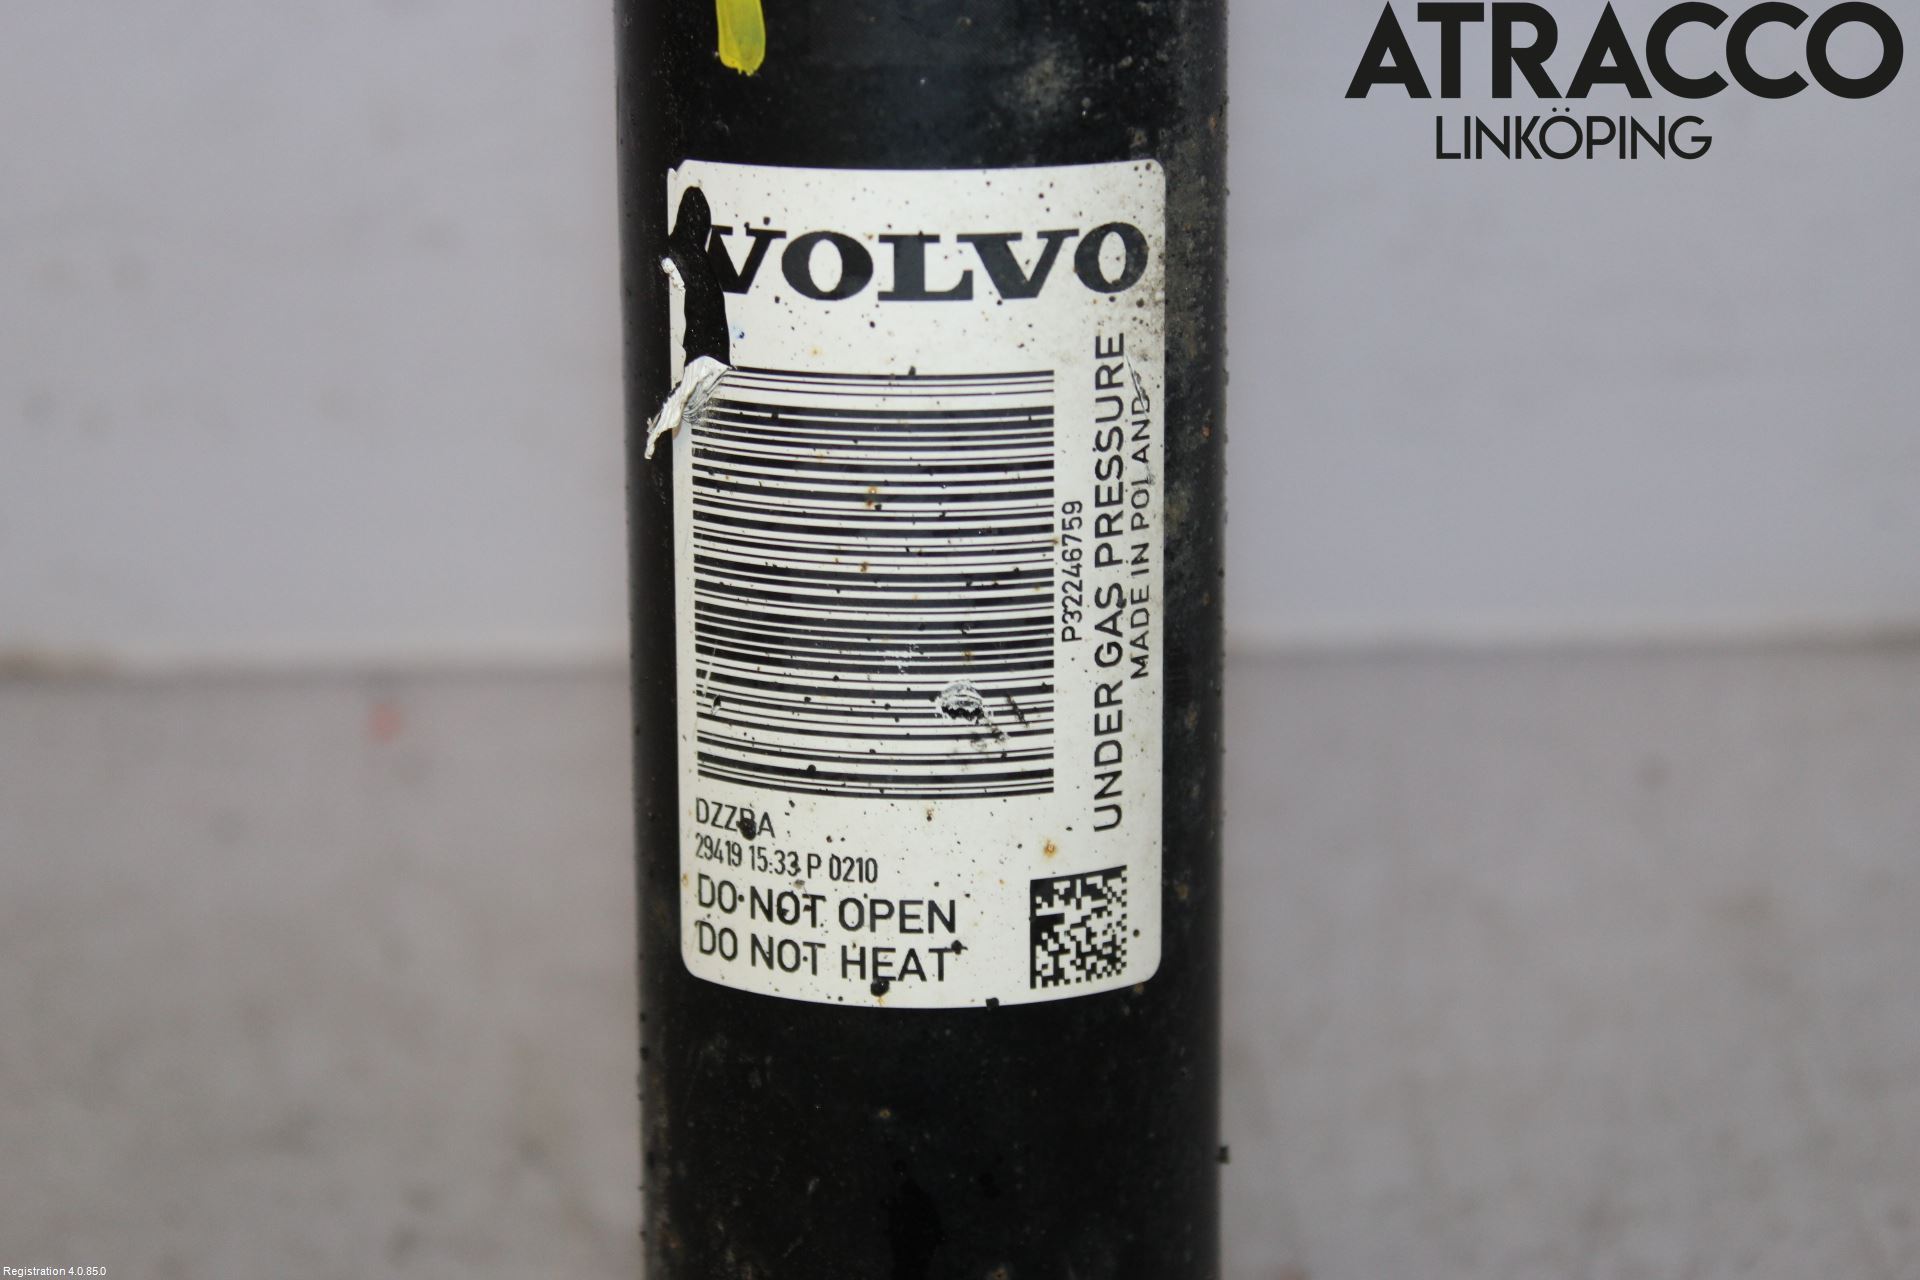 ATRACCO
LINKÖPING
VOLVO
P32246759
UNDER GAS PRESSURE
MADE IN POLAND
29419 15:33 P 0210
DO NOT OPEN
DO NOT HEAT
Registration 4.0.85.0